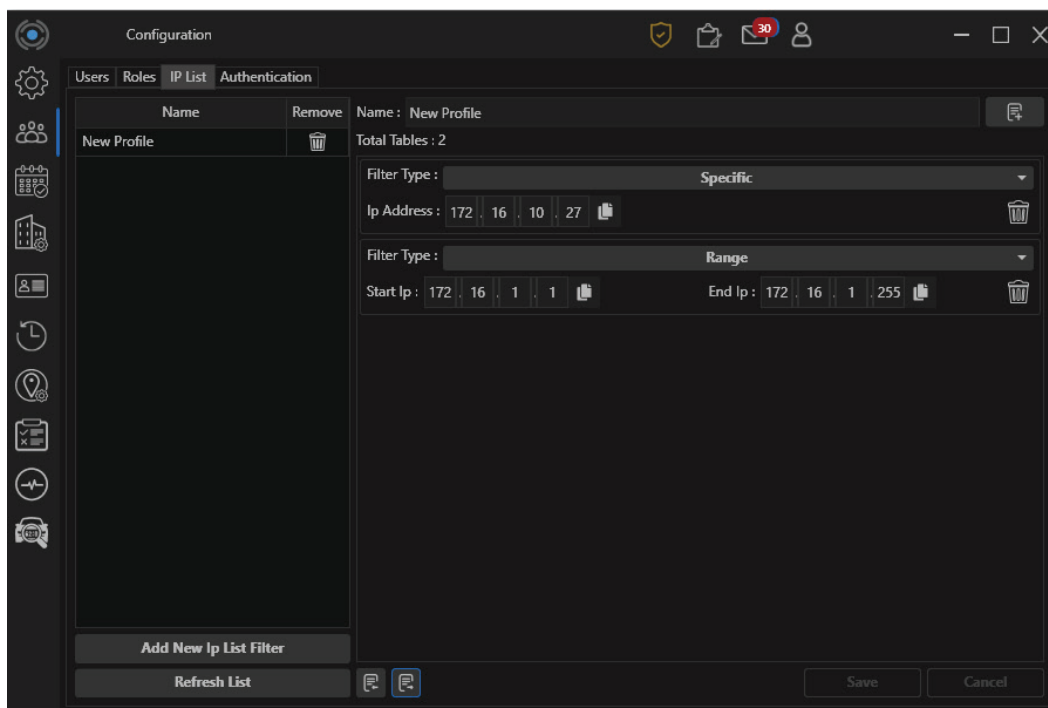 Configuration
30
Users Roles IP List Authentication
Name Remove
New Profile
Name : New Profile
Total Tables : 2
Filter Type : Specific
Ip Address : 172 . 16 . 10 . 27
Filter Type : Range
Start Ip : 172 . 16 . 1 . 1 End Ip : 172 . 16 . 1 . 255
Add New Ip List Filter
Refresh List
Save Cancel